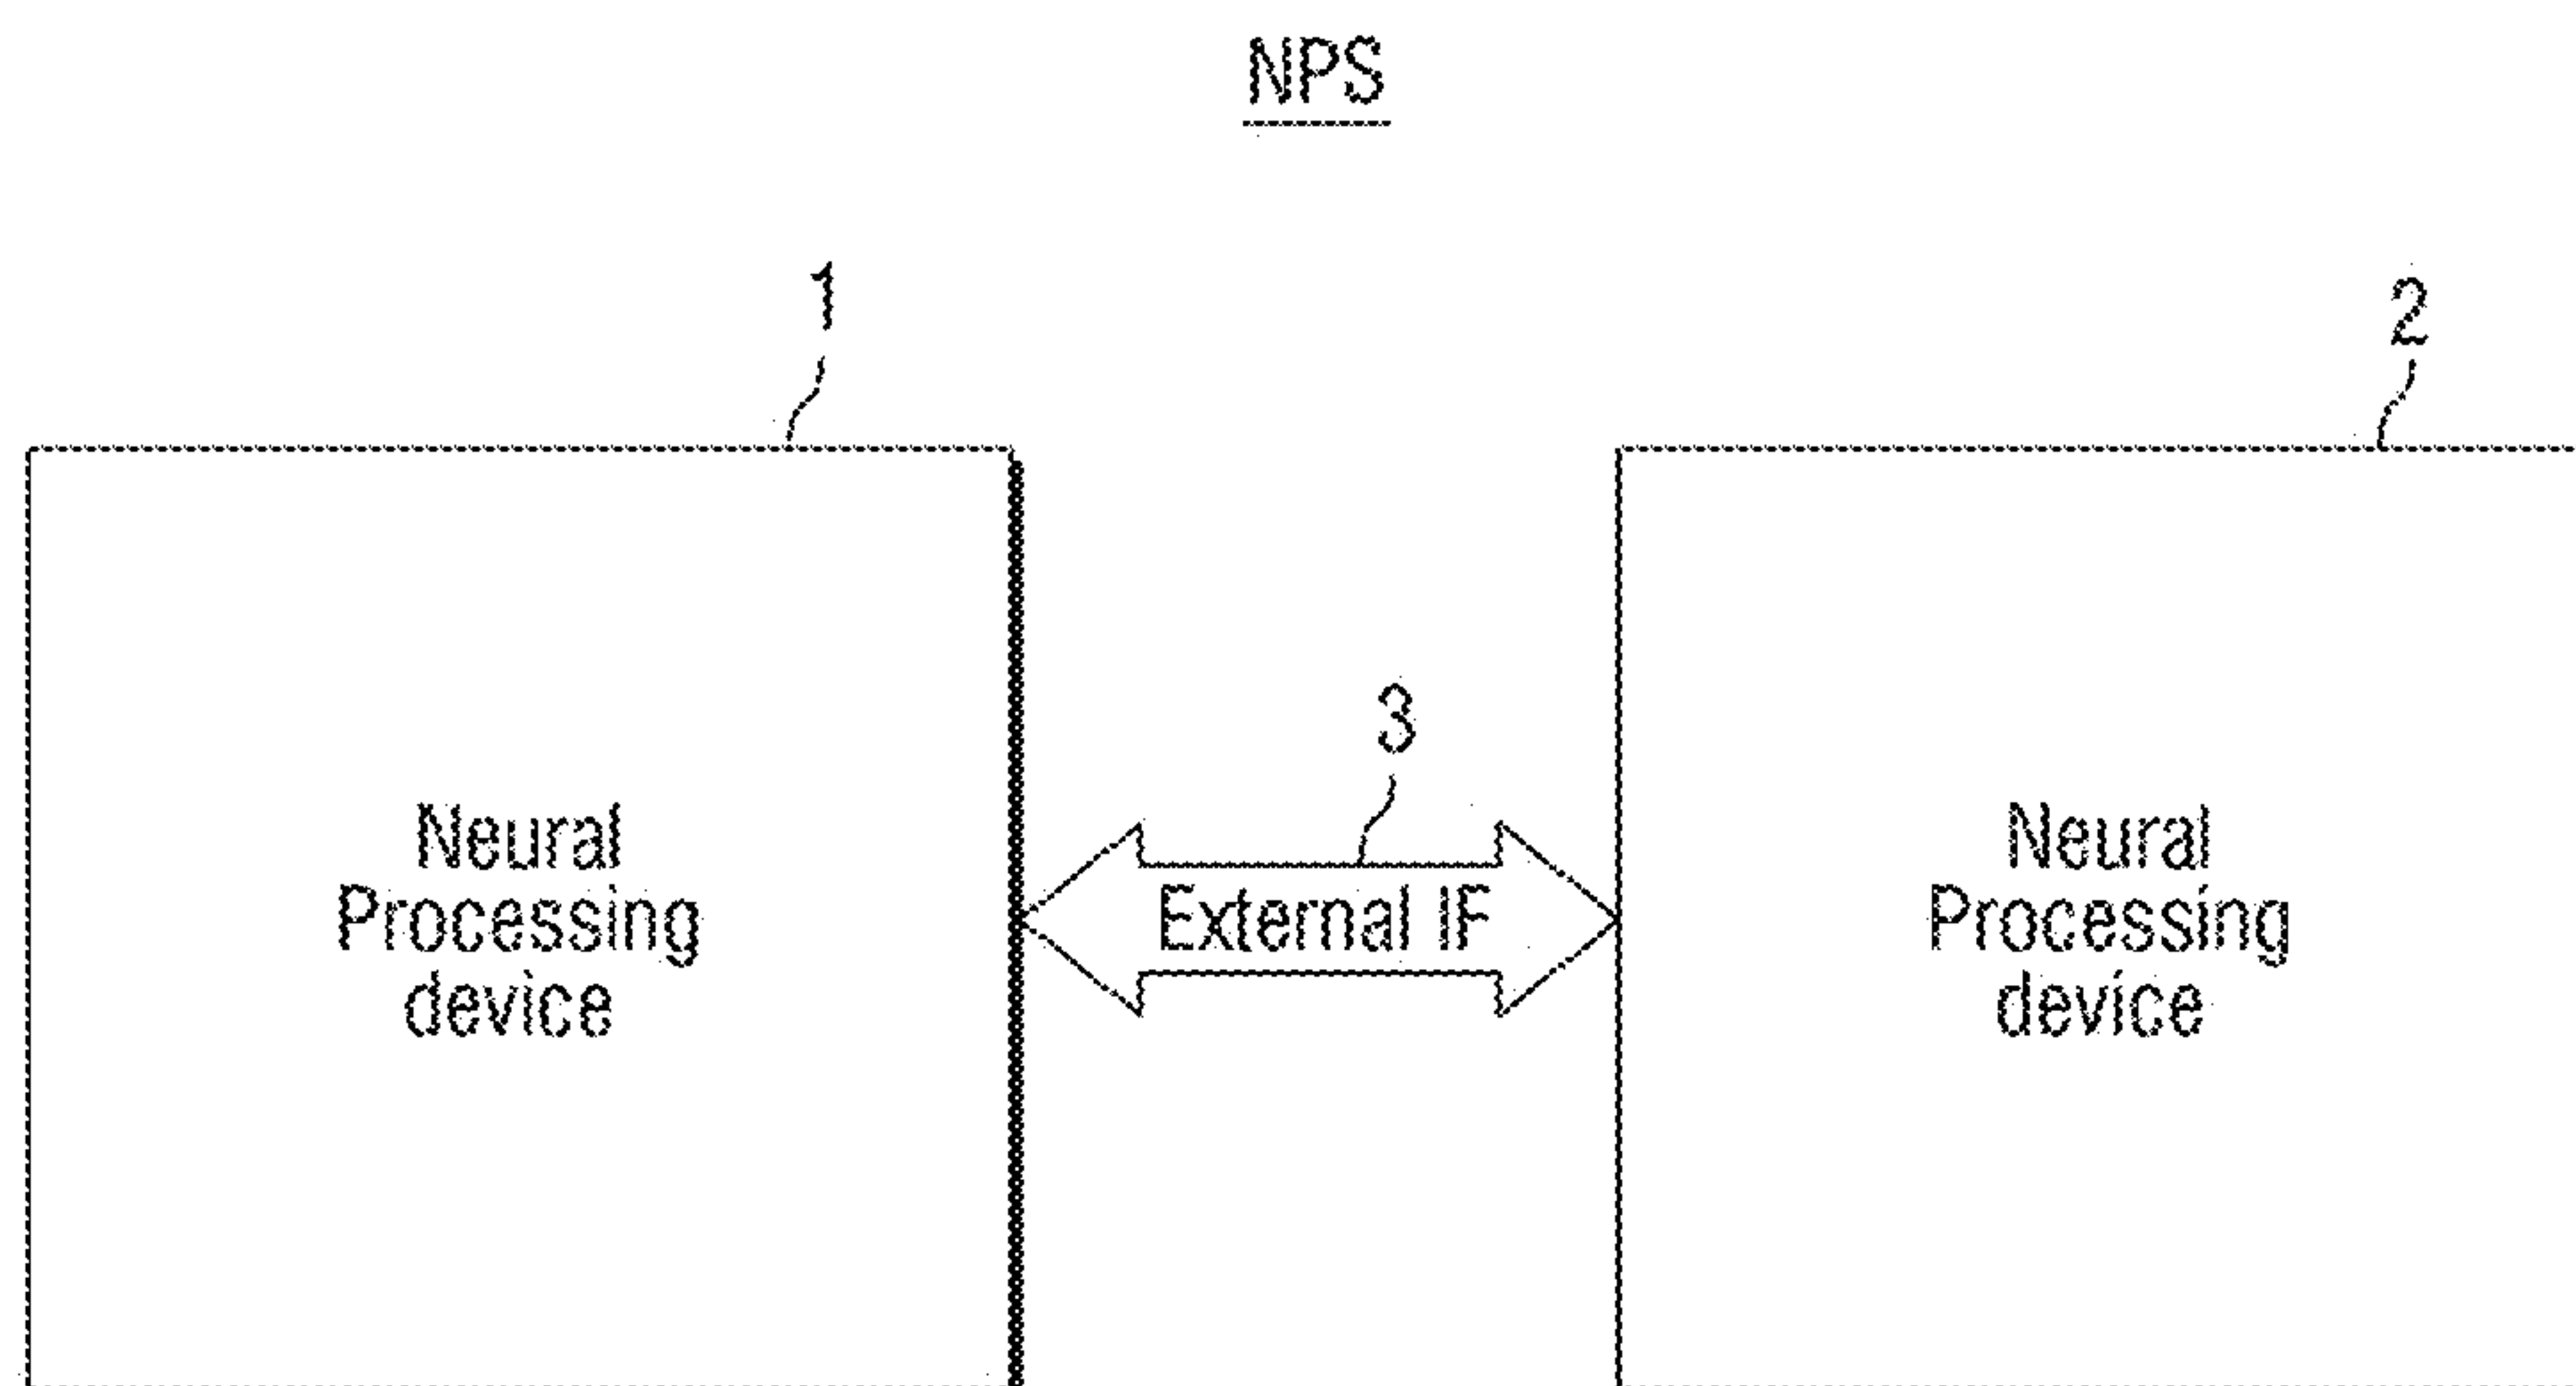 NPS
1
2
3
Neural
Processing
device
External IF
Neural
Processing
device